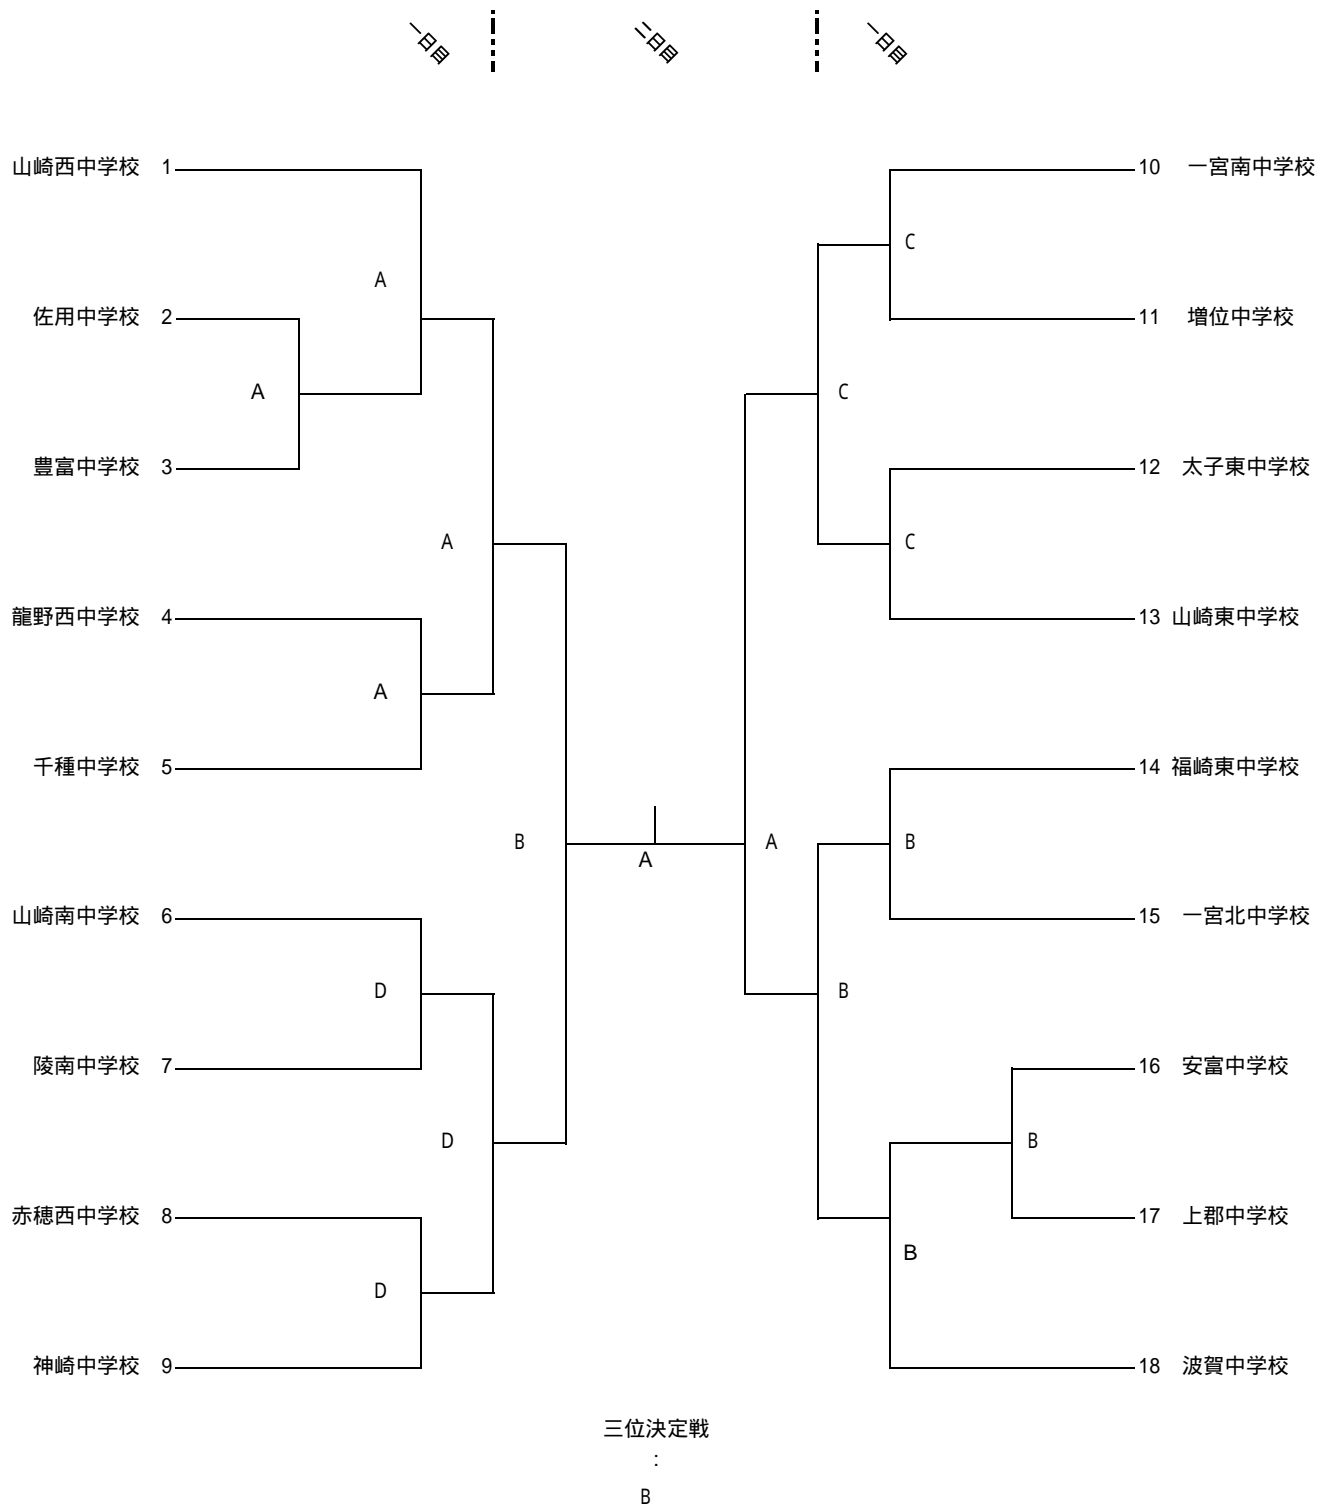 一日目
二日目
一日目
山崎西中学校 1
10 一宮南中学校
C
A
佐用中学校 2
11 増位中学校
A
C
豊富中学校 3
12 太子東中学校
A
C
龍野西中学校 4
13 山崎東中学校
A
千種中学校 5
14 福崎東中学校
B
A
A
B
山崎南中学校 6
15 一宮北中学校
D
B
陵南中学校 7
16 安富中学校
D
B
赤穂西中学校 8
17 上郡中学校
B
D
神崎中学校 9
18 波賀中学校
三位決定戦
:
B